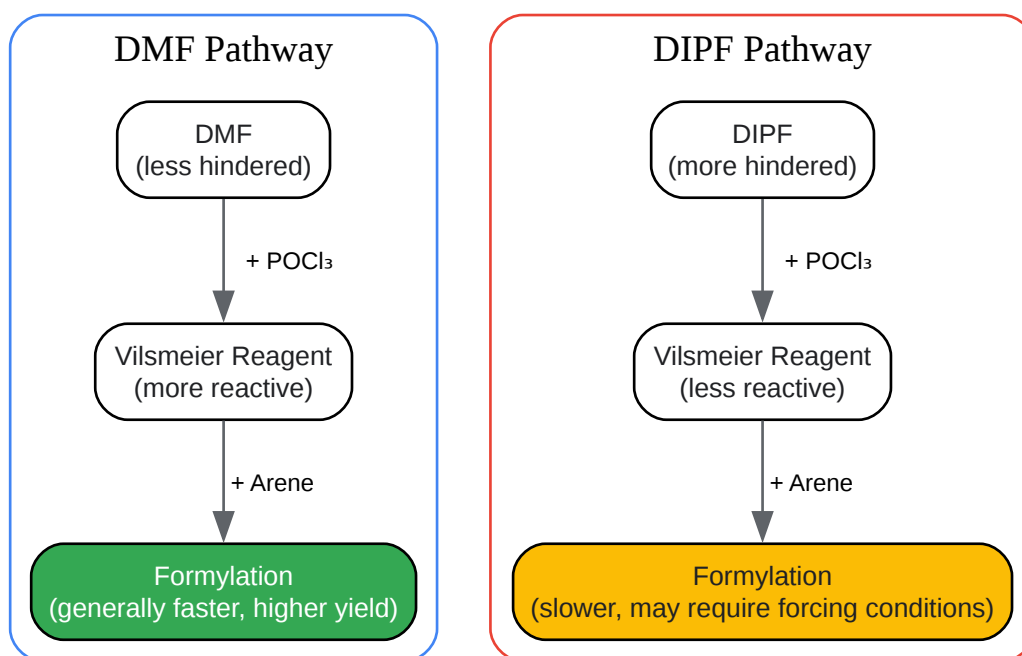 DMF Pathway
DMF
(less hindered)
+ POCl₃
Vilsmeier Reagent
(more reactive)
+ Arene
Formylation
(generally faster, higher yield)
DIPF Pathway
DIPF
(more hindered)
+ POCl₃
Vilsmeier Reagent
(less reactive)
+ Arene
Formylation
(slower, may require forcing conditions)